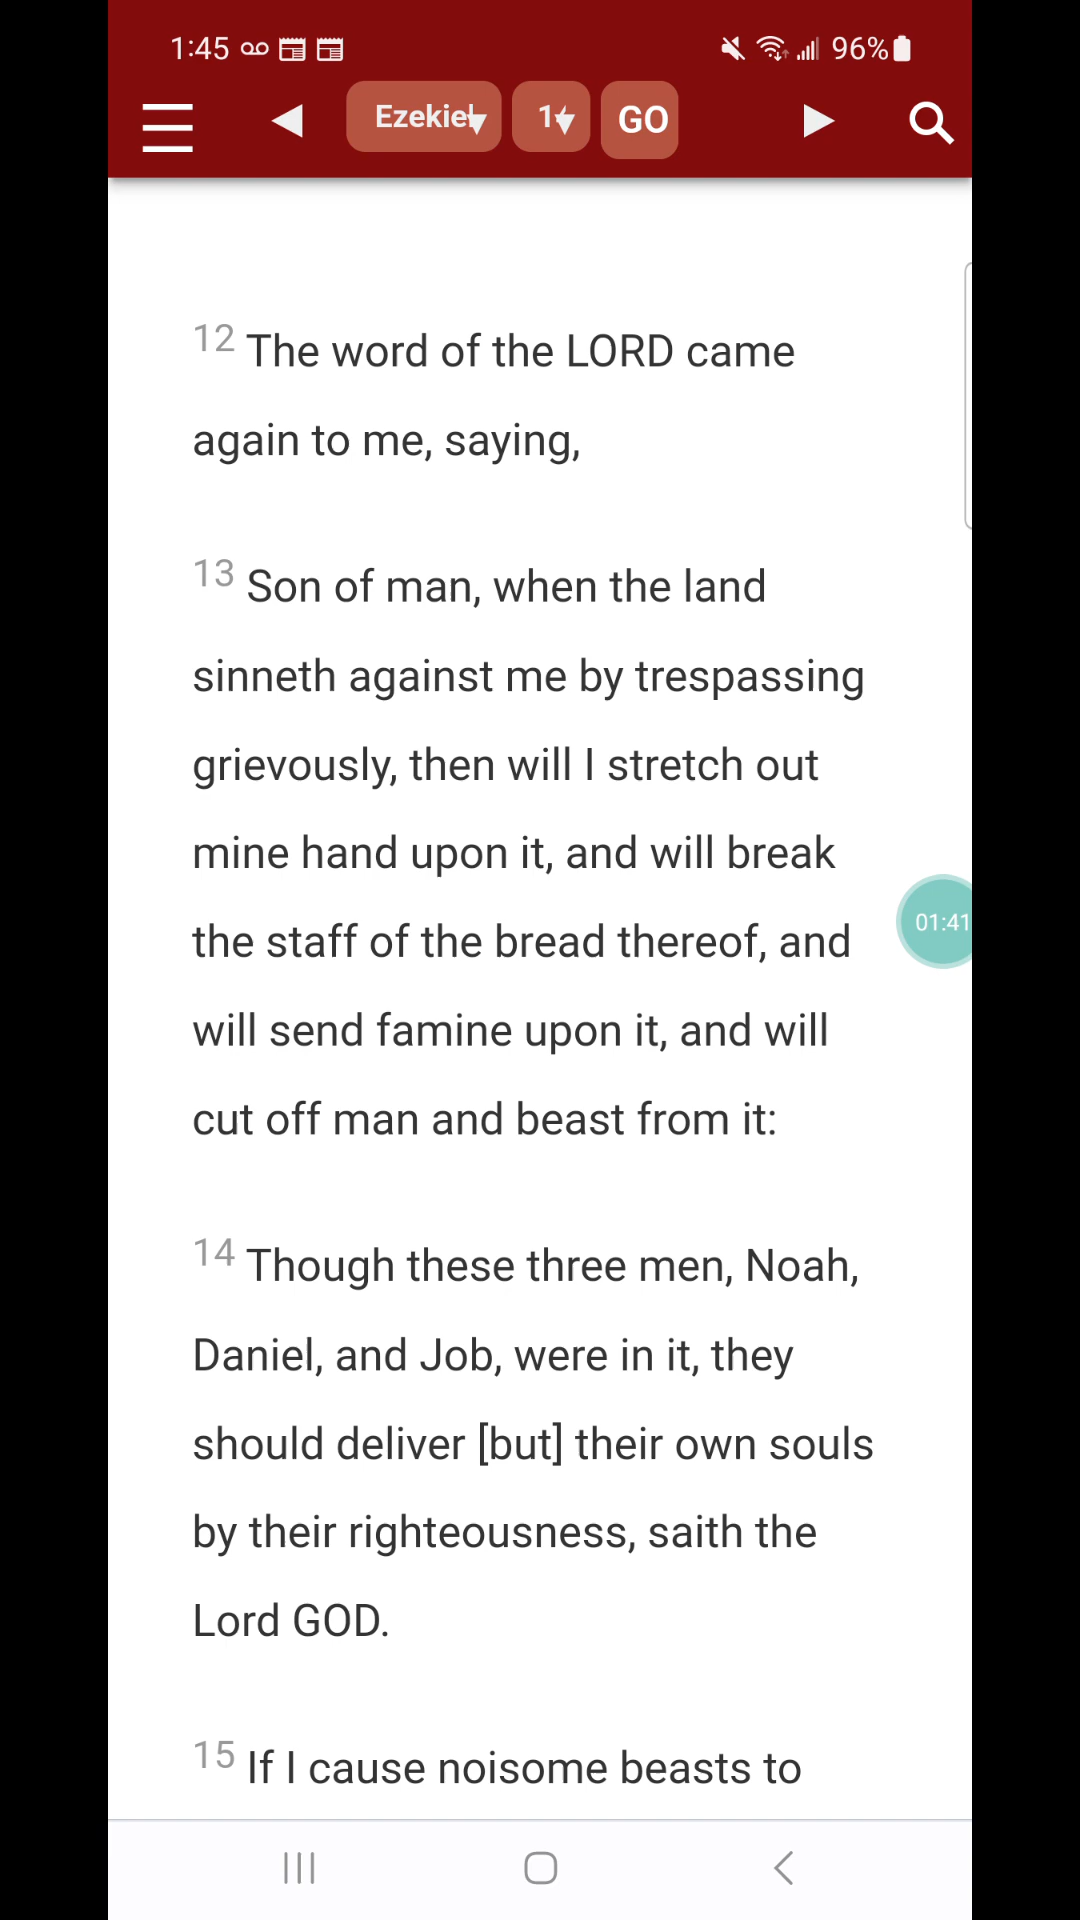 1:45 96%
Ezekiel GO
12 The word of the LORD came
again to me, saying,
13 Son of man, when the land
sinneth against me by trespassing
grievously, then will I stretch out
mine hand upon it, and will break
01:41
the staff of the bread thereof, and
will send famine upon it, and will
cut off man and beast from it:
14 Though these three men, Noah,
Daniel, and Job, were in it, they
should deliver [but] their own souls
by their righteousness, saith the
Lord GOD.
15 If I cause noisome beasts to